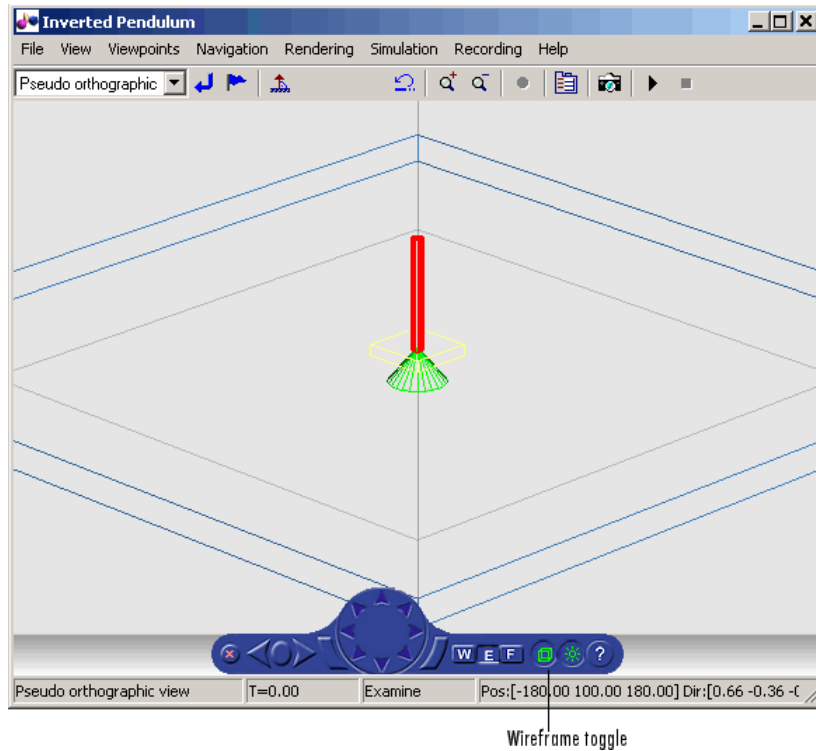 Inverted Pendulum
File View Viewpoints Navigation Rendering Simulation Recording Help
Pseudo orthographic
W E F ?
Pseudo orthographic view T=0.00 Examine Pos:[-180.00 100.00 180.00] Dir:[0.66 -0.36 -0
Wireframe toggle